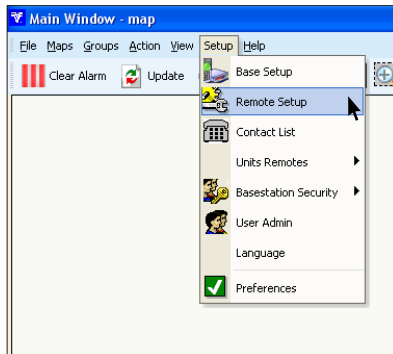 Main Window - map
File Maps Groups Action View Setup Help
Clear Alarm Update
Base Setup
Remote Setup
Contact List
Units Remotes
Basestation Security
User Admin
Language
Preferences